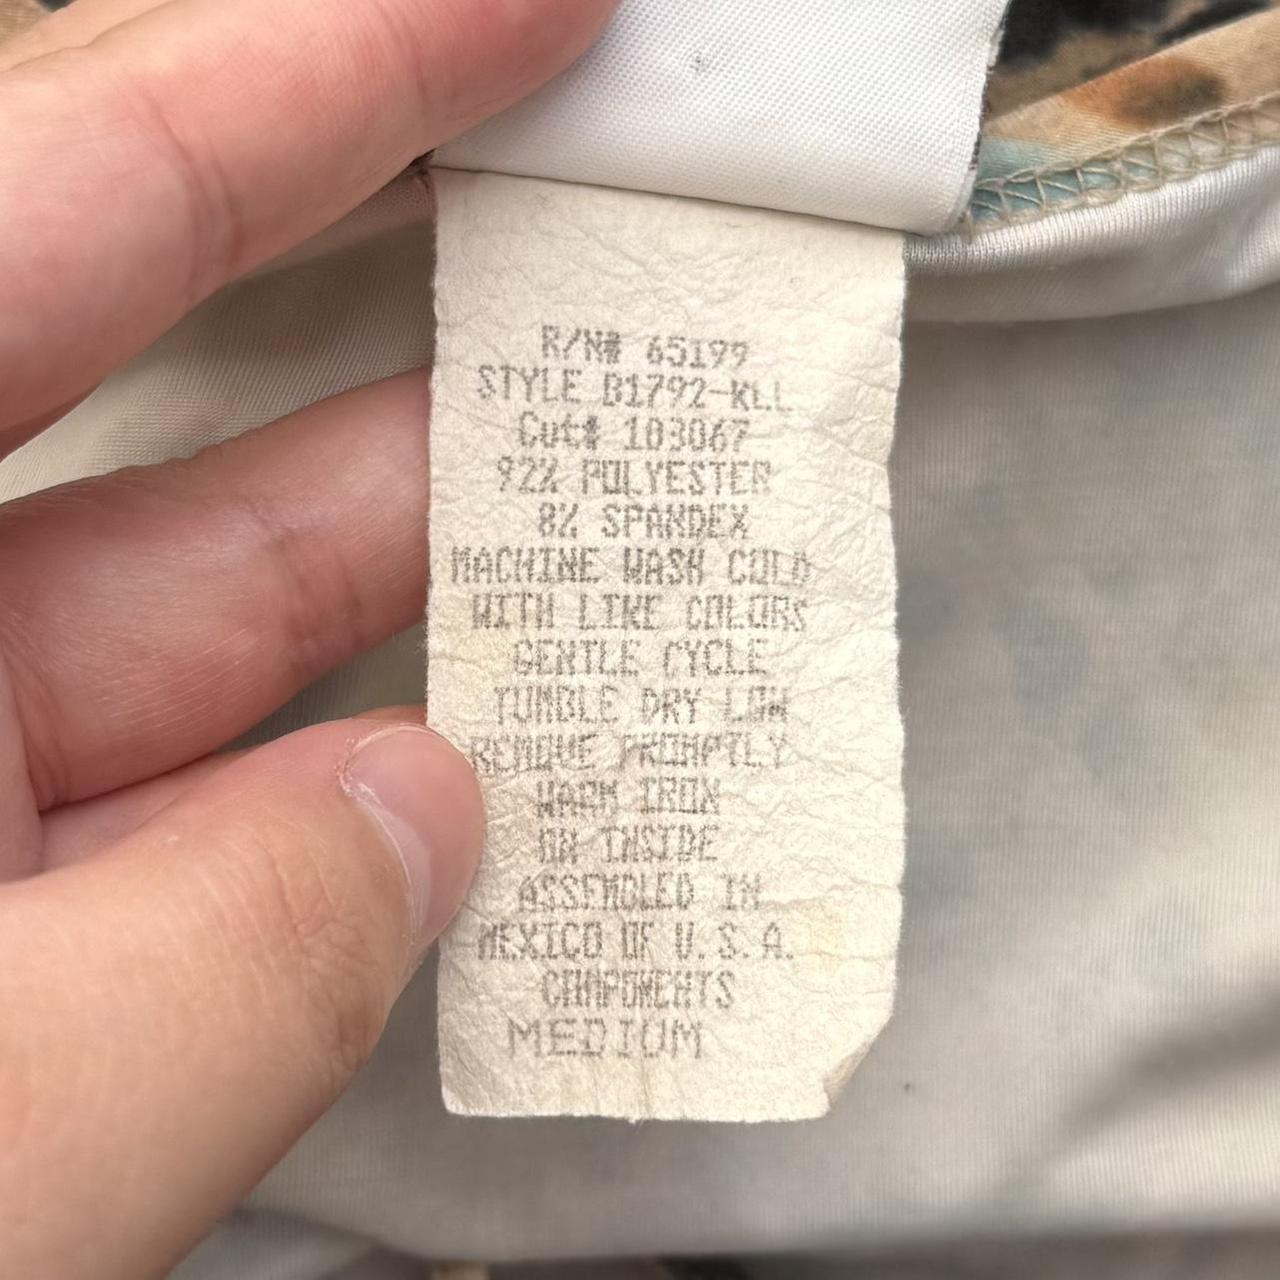 R/N# 65199
STYLE B1792-KLL
Cut# 103067
92% POLYESTER
8% SPANDEX
MACHINE WASH COLD
WITH LIKE COLORS
GENTLE CYCLE
TUMBLE DRY LOW
REMOVE PROMPTLY
WARM IRON
ON INSIDE
ASSEMBLED IN
MEXICO OF U.S.A.
COMPONENTS
MEDIUM